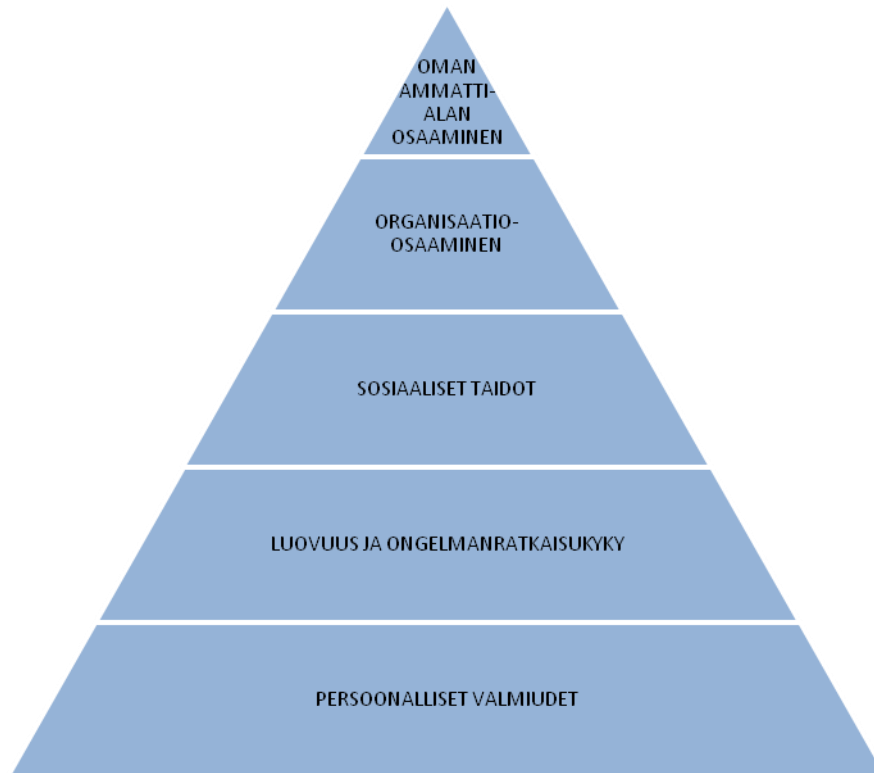 OMAN
AMMATTI-
ALAN
OSAAMINEN
ORGANISAATIO-
OSAAMINEN
SOSIAALISET TAIDOT
LUOVUUS JA ONGELMANRATKAISUKYKY
PERSOONALLISET VALMIUDET